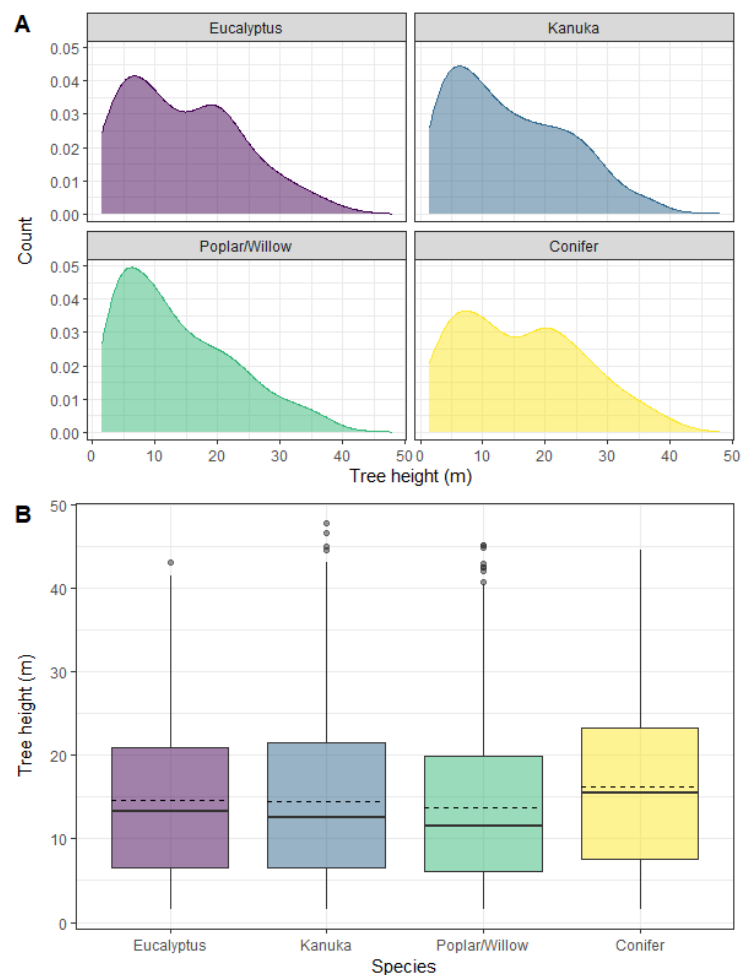 A
Eucalyptus
Kanuka
0.05
0.04
0.03
0.02
0.01
0.00
Count
Poplar/Willow
Conifer
0.05
0.04
0.03
0.02
0.01
0.00
0 10 20 30 40 50 0 10 20 30 40 50
Tree height (m)
B
50
40
30
20
10
0
Tree height (m)
Eucalyptus Kanuka Poplar/Willow Conifer
Species